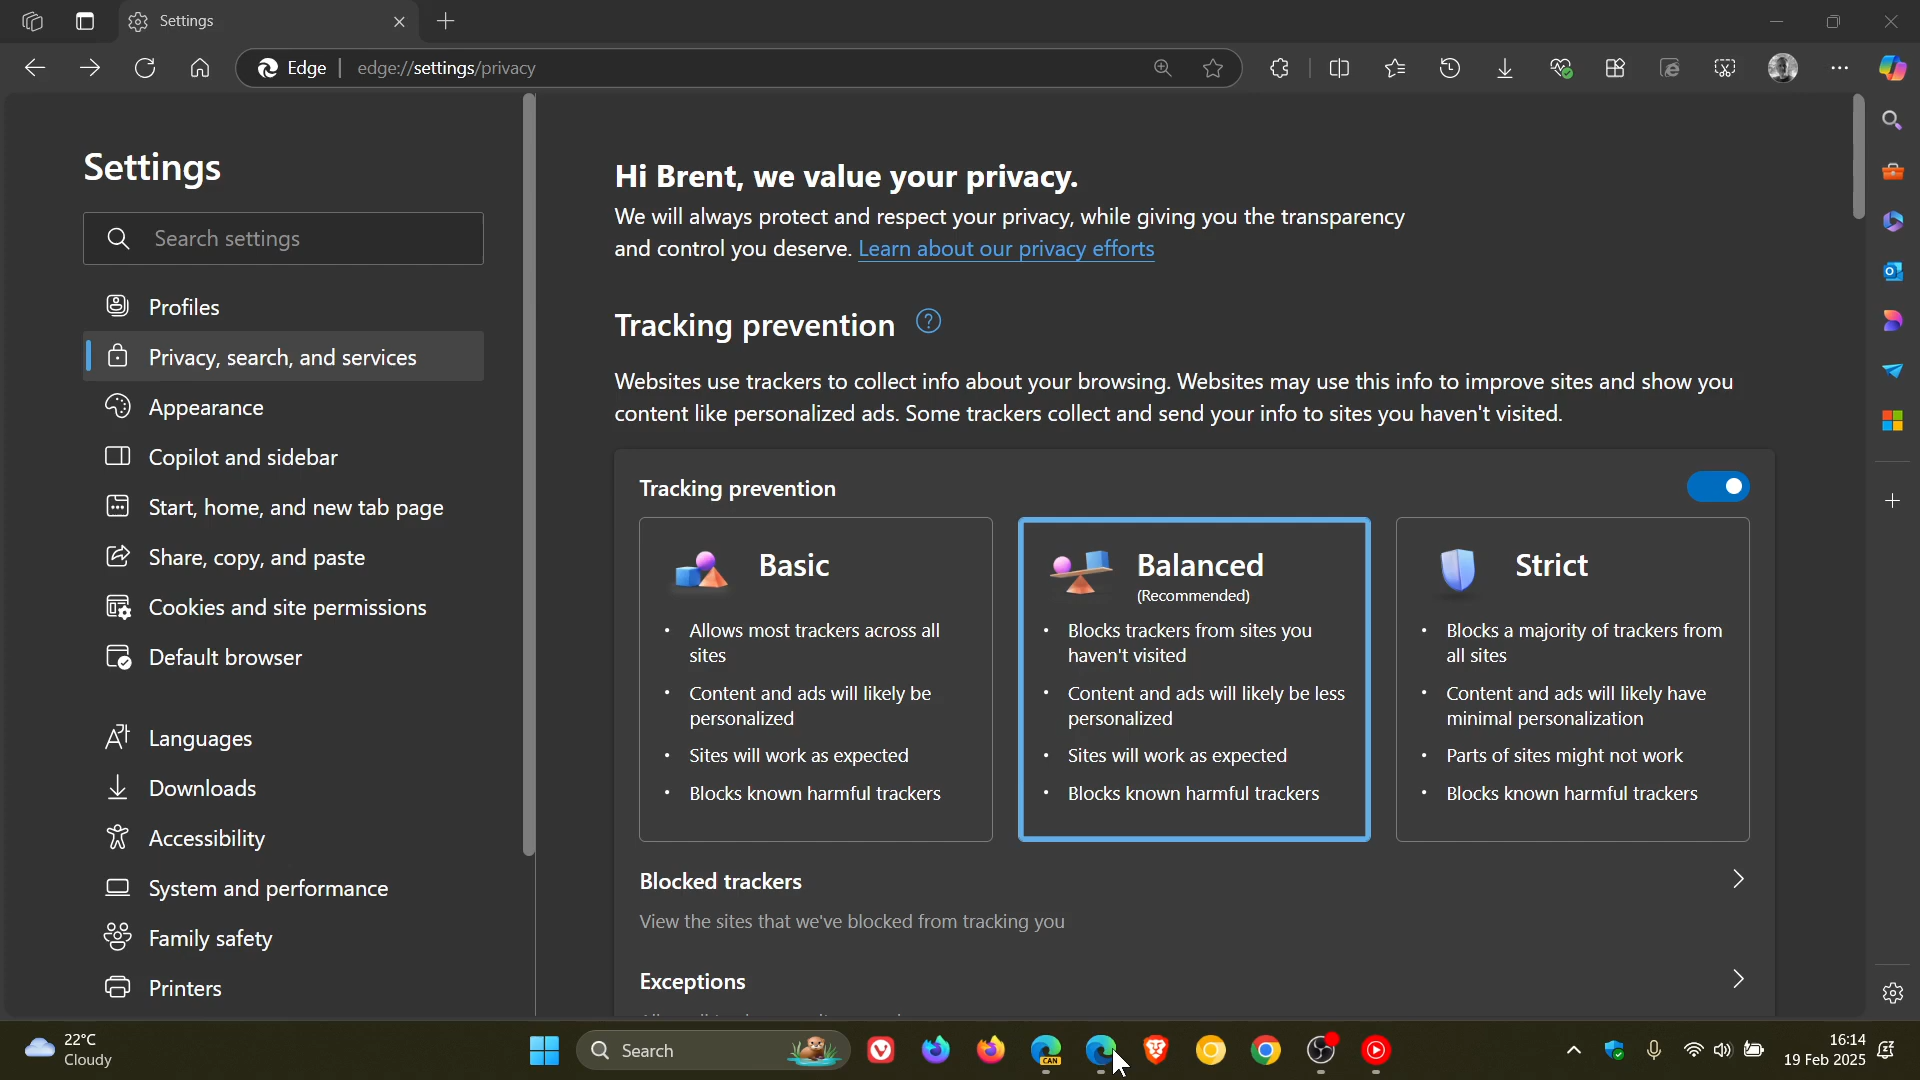 Settings
Edge
edge://settings/privacy
Settings
Search settings
Profiles
Privacy, search, and services
Appearance
Copilot and sidebar
Start, home, and new tab page
Share, copy, and paste
Cookies and site permissions
Default browser
Languages
Downloads
Accessibility
System and performance
Family safety
Printers
Hi Brent, we value your privacy.
We will always protect and respect your privacy, while giving you the transparency
and control you deserve. Learn about our privacy efforts
Tracking prevention
Websites use trackers to collect info about your browsing. Websites may use this info to improve sites and show you
content like personalized ads. Some trackers collect and send your info to sites you haven't visited.
Tracking prevention
Basic
Allows most trackers across all
sites
Content and ads will likely be
personalized
Sites will work as expected
Blocks known harmful trackers
Balanced
(Recommended)
Blocks trackers from sites you
haven't visited
Content and ads will likely be less
personalized
Sites will work as expected
Blocks known harmful trackers
Strict
Blocks a majority of trackers from
all sites
Content and ads will likely have
minimal personalization
Parts of sites might not work
Blocks known harmful trackers
Blocked trackers
View the sites that we've blocked from tracking you
Exceptions
22°C
Cloudy
Search
CAN
16:14
19 Feb 2025